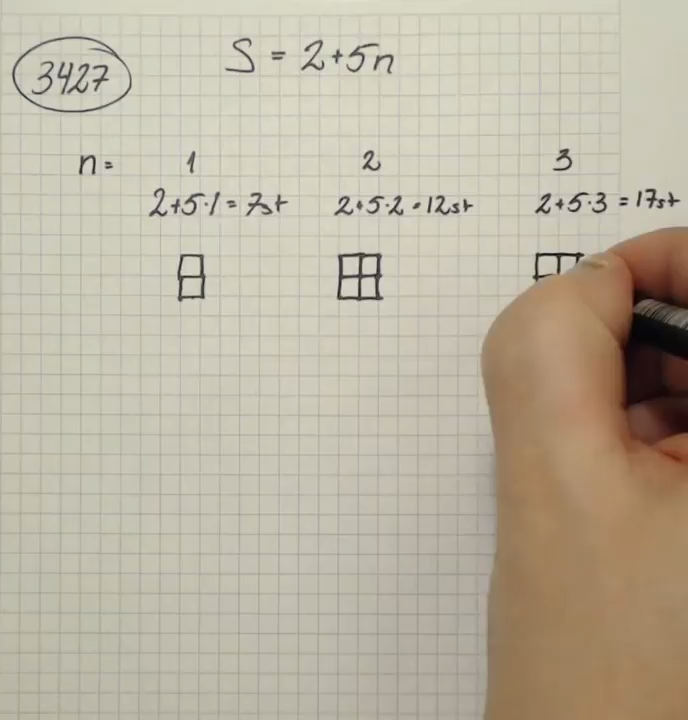 3427
S = 2+5n
n = 1 2 3
2+5·1 = 7st 2+5·2 = 12st 2+5·3 = 17st